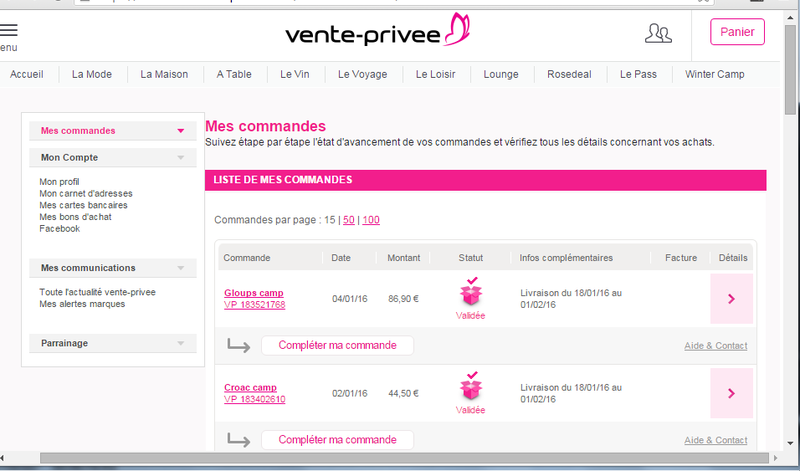 vente-privee
enu
Panier
Accueil La Mode La Maison A Table Le Vin Le Voyage Le Loisir Lounge Rosedeal Le Pass Winter Camp
Mes commandes
Mon Compte
Mon profil
Mon carnet d'adresses
Mes cartes bancaires
Mes bons d'achat
Facebook
Mes communications
Toute l'actualité vente-privee
Mes alertes marques
Parrainage
Mes commandes
Suivez étape par étape l'état d'avancement de vos commandes et vérifiez tous les détails concernant vos achats.
LISTE DE MES COMMANDES
Commandes par page : 15 | 50 | 100
Commande Date Montant Statut Infos complémentaires Facture Détails
Gloups camp
VP 183521768
04/01/16
86,90 €
Validée
Livraison du 18/01/16 au
01/02/16
Compléter ma commande
Aide & Contact
Croac camp
VP 183402610
02/01/16
44,50 €
Validée
Livraison du 18/01/16 au
01/02/16
Compléter ma commande
Aide & Contact